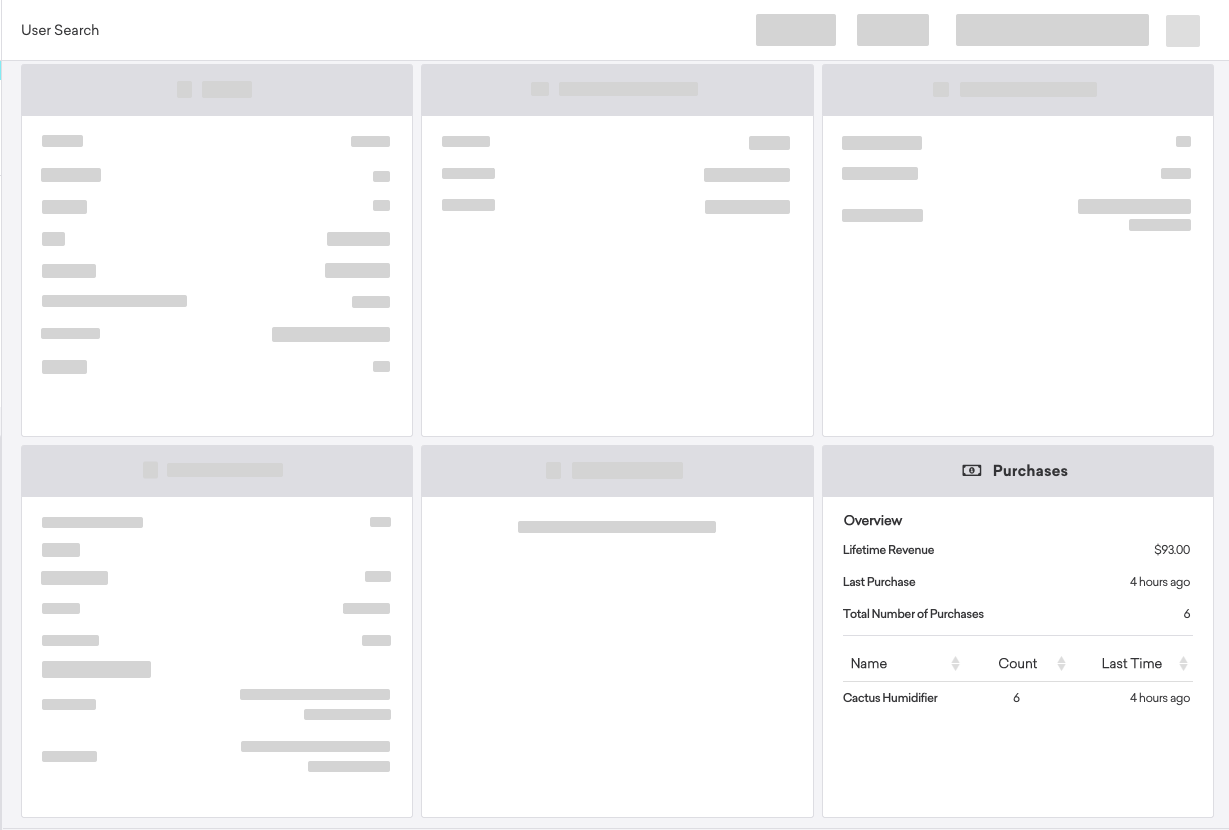 User Search
Purchases
Overview
Lifetime Revenue $93.00
Last Purchase 4 hours ago
Total Number of Purchases 6
Name Count Last Time
Cactus Humidifier 6 4 hours ago